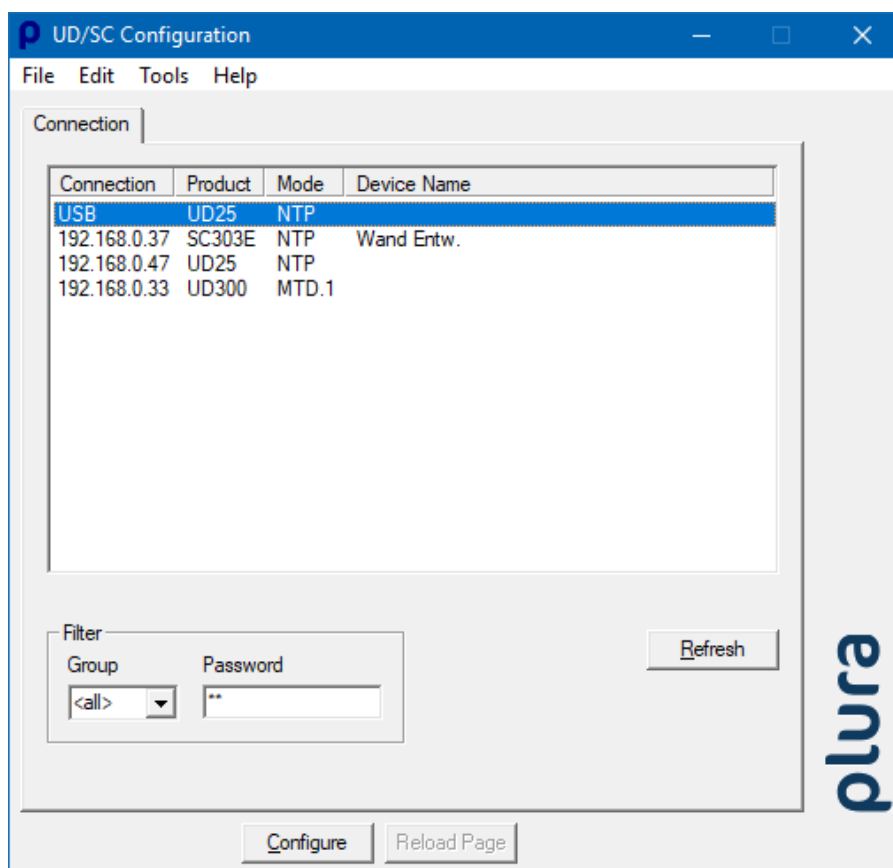 UD/SC Configuration
File Edit Tools Help
Connection
Connection Product Mode Device Name
USB UD25 NTP
192.168.0.37 SC303E NTP Wand Entw.
192.168.0.47 UD25 NTP
192.168.0.33 UD300 MTD.1
Filter
Group Password
<all> **
Refresh
plura
Configure Reload Page